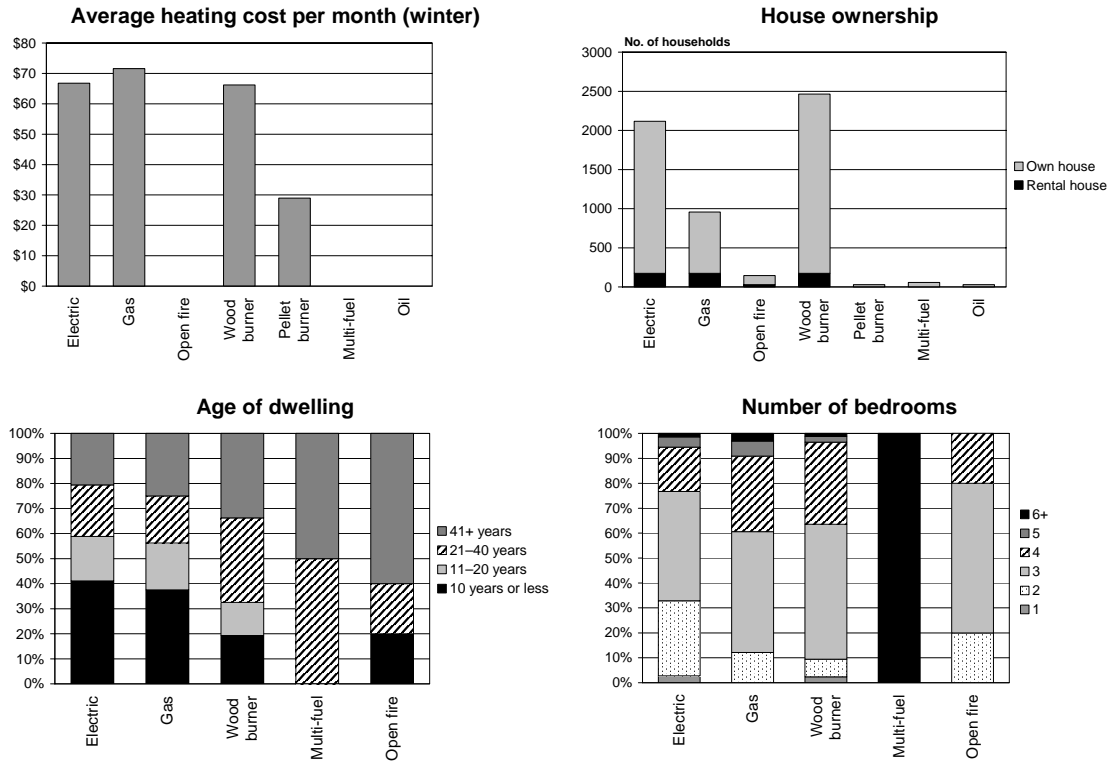 Average heating cost per month (winter)
$80
$70
$60
$50
$40
$30
$20
$10
$0
Electric
Gas
Open fire
Wood
burner
Pellet
burner
Multi-fuel
Oil
House ownership
No. of households
3000
2500
2000
1500
1000
500
0
Electric
Gas
Open fire
Wood
burner
Pellet
burner
Multi-fuel
Oil
Own house
Rental house
Age of dwelling
100%
90%
80%
70%
60%
50%
40%
30%
20%
10%
0%
Electric
Gas
Wood
burner
Multi-fuel
Open fire
41+ years
21–40 years
11–20 years
10 years or less
Number of bedrooms
100%
90%
80%
70%
60%
50%
40%
30%
20%
10%
0%
Electric
Gas
Wood
burner
Multi-fuel
Open fire
6+
5
4
3
2
1